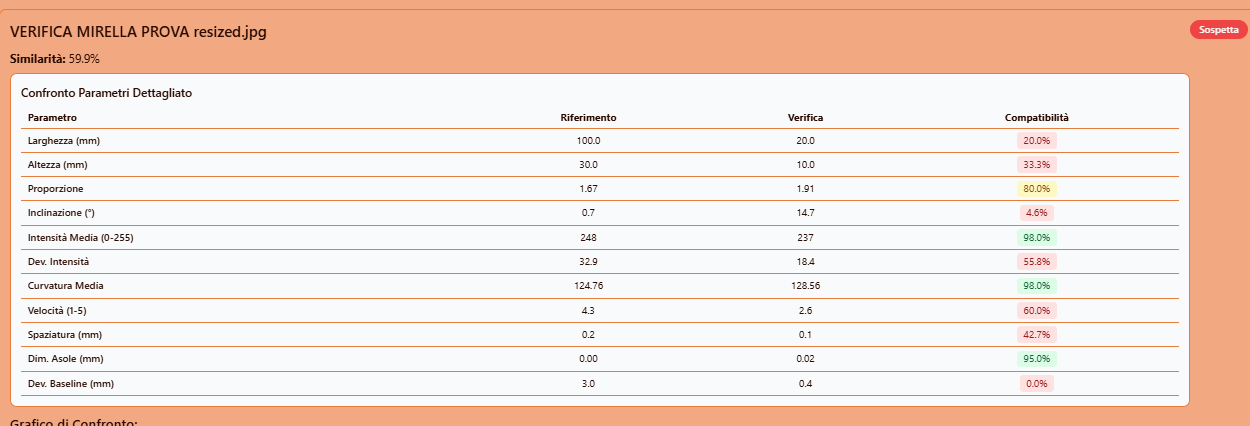 VERIFICA MIRELLA PROVA resized.jpg
Sospetta
Similarità: 59.9%
Confronto Parametri Dettagliato
Parametro Riferimento Verifica Compatibilità
Larghezza (mm) 100.0 20.0 20.0%
Altezza (mm) 30.0 10.0 33.3%
Proporzione 1.67 1.91 80.0%
Inclinazione (°) 0.7 14.7 4.6%
Intensità Media (0-255) 248 237 98.0%
Dev. Intensità 32.9 18.4 55.8%
Curvatura Media 124.76 128.56 98.0%
Velocità (1-5) 4.3 2.6 60.0%
Spaziatura (mm) 0.2 0.1 42.7%
Dim. Asole (mm) 0.00 0.02 95.0%
Dev. Baseline (mm) 3.0 0.4 0.0%
Grafico di Confronto: